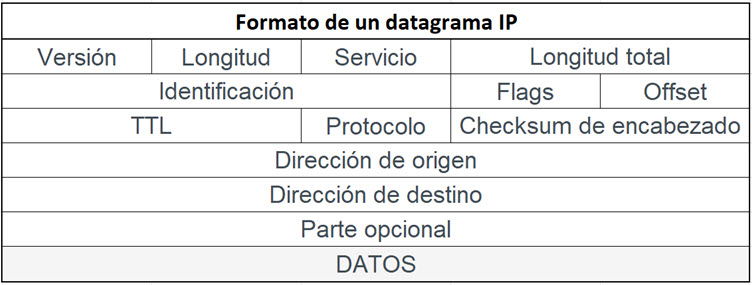 Formato de un datagrama IP
Versión Longitud Servicio Longitud total
Identificación Flags Offset
TTL Protocolo Checksum de encabezado
Dirección de origen
Dirección de destino
Parte opcional
DATOS